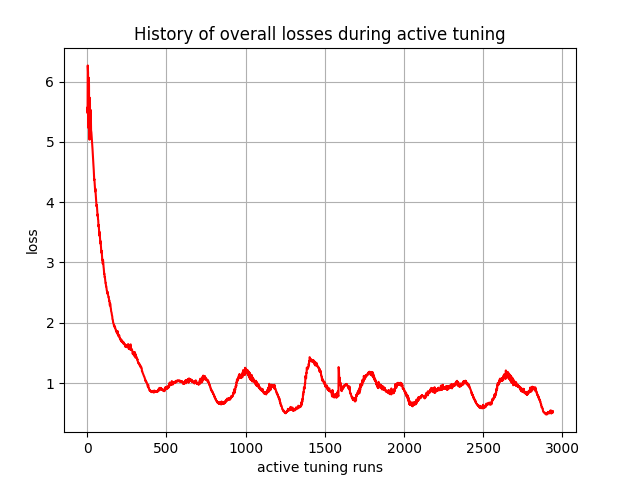 History of overall losses during active tuning
6
5
4
3
2
1
loss
0 500 1000 1500 2000 2500 3000
active tuning runs